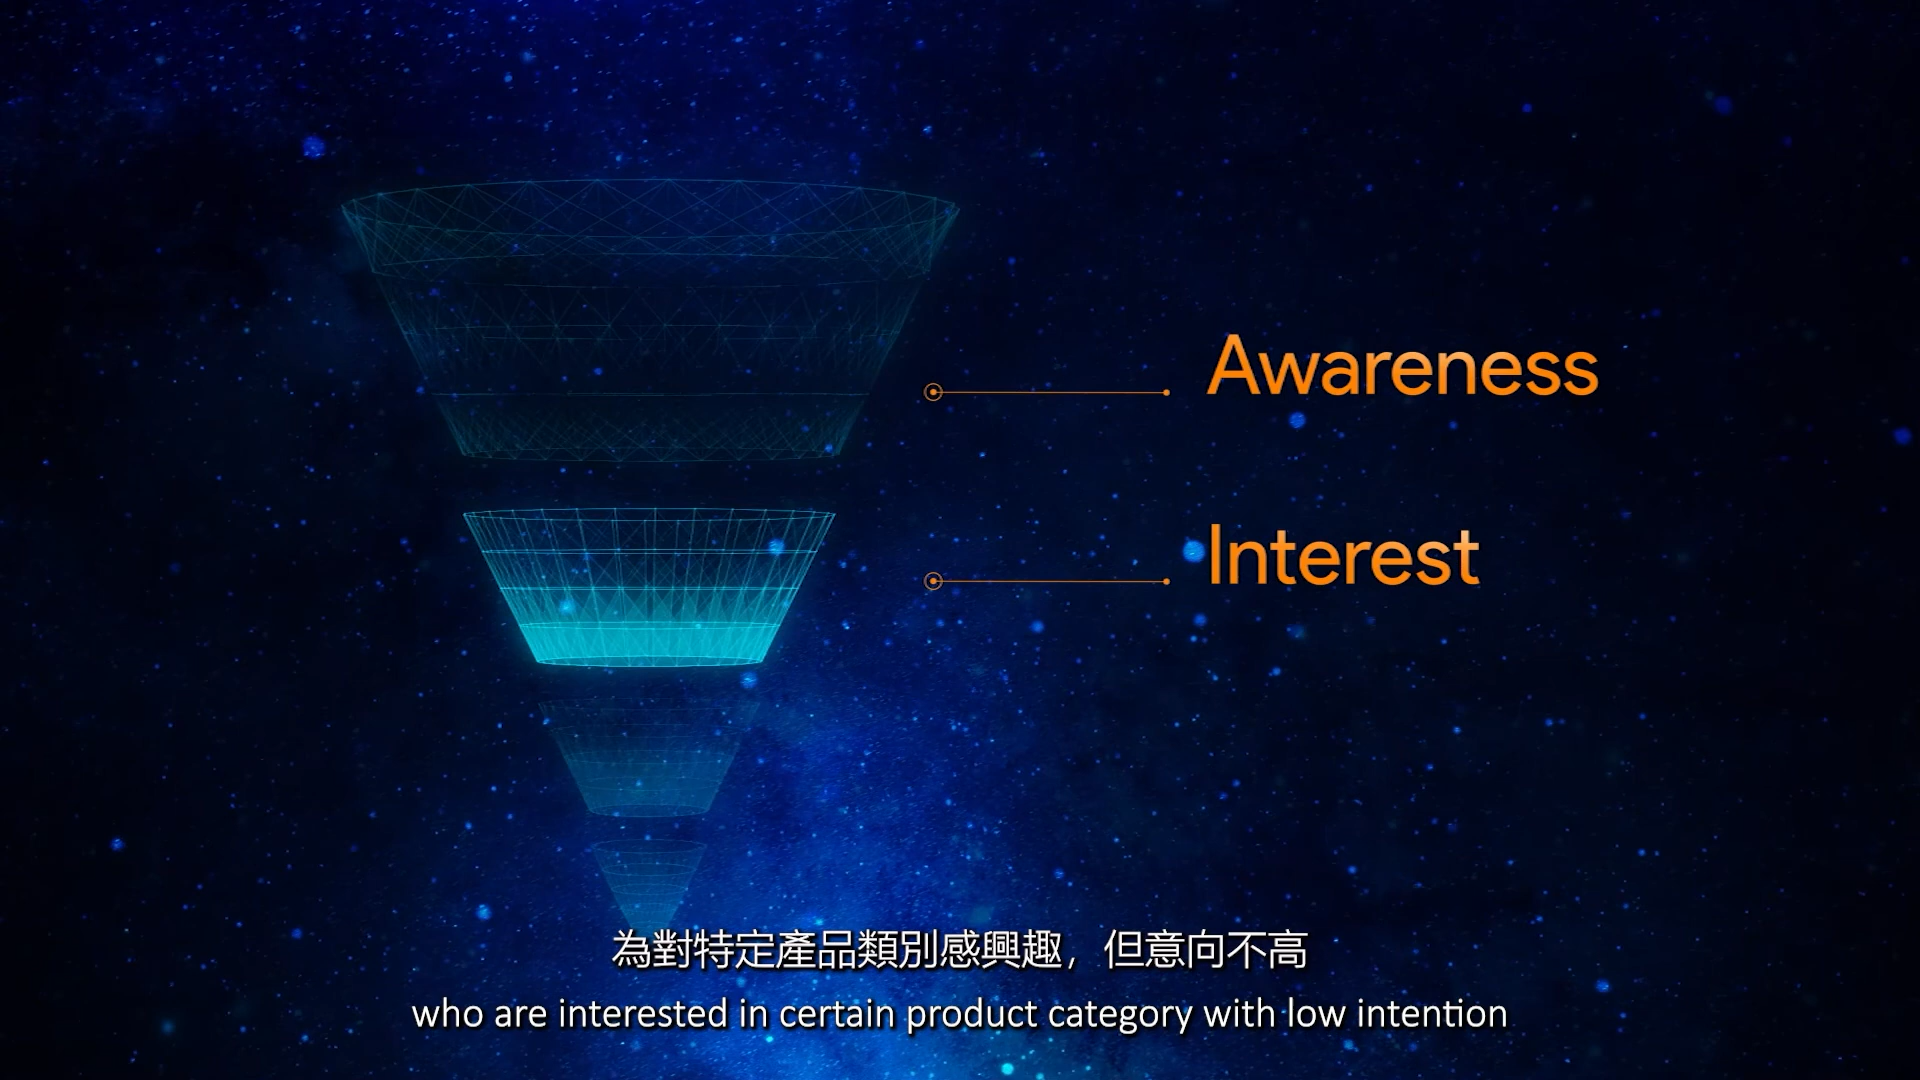 Awareness
Interest
為對特定產品類別感興趣，但意向不高
who are interested in certain product category with low intention